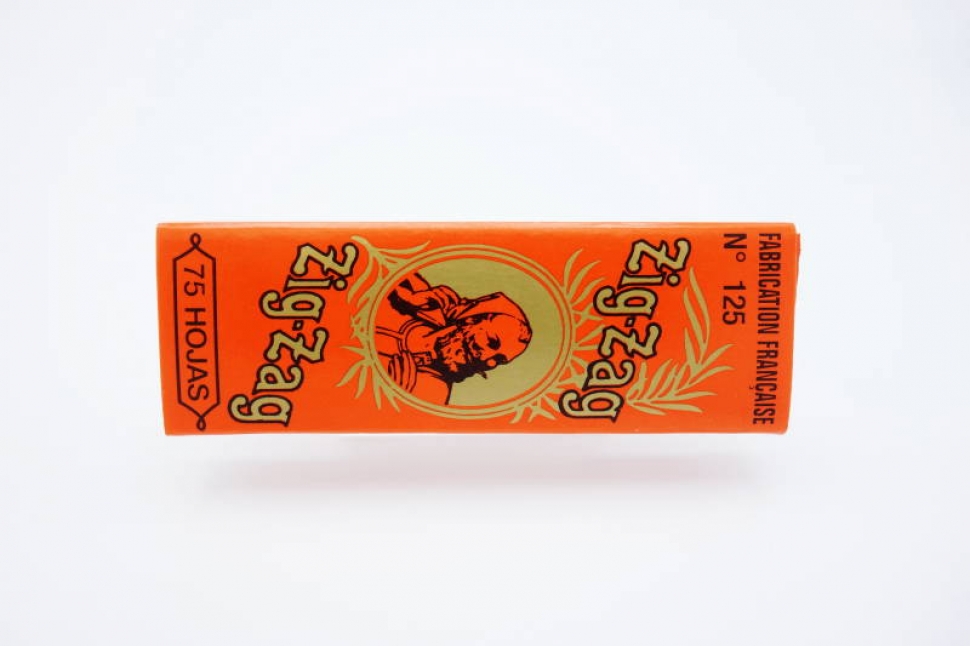 FABRICATION FRANÇAISE
N° 125
Zig-Zag
Zig-Zag
75 HOJAS